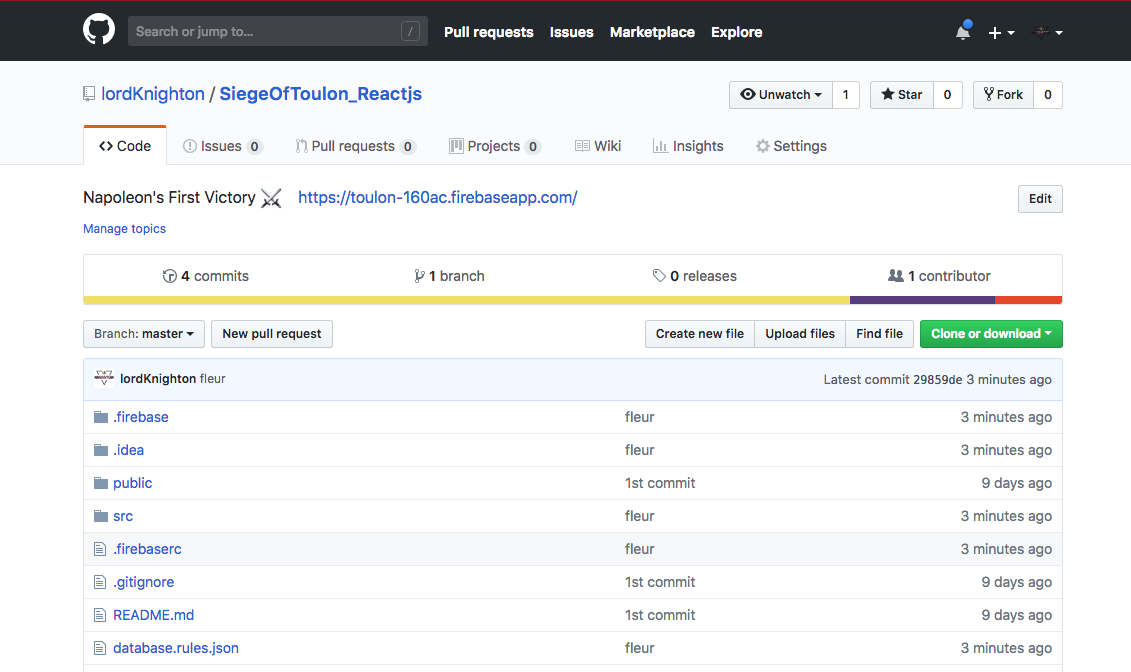 Search or jump to... / Pull requests Issues Marketplace Explore
lordKnighton / SiegeOfToulon_Reactjs Unwatch 1 Star 0 Fork 0
Code Issues 0 Pull requests 0 Projects 0 Wiki Insights Settings
Napoleon's First Victory https://toulon-160ac.firebaseapp.com/ Edit
Manage topics
4 commits 1 branch 0 releases 1 contributor
Branch: master New pull request Create new file Upload files Find file Clone or download
lordKnighton fleur Latest commit 29859de 3 minutes ago
.firebase fleur 3 minutes ago
.idea fleur 3 minutes ago
public 1st commit 9 days ago
src fleur 3 minutes ago
.firebaserc fleur 3 minutes ago
.gitignore 1st commit 9 days ago
README.md 1st commit 9 days ago
database.rules.json fleur 3 minutes ago